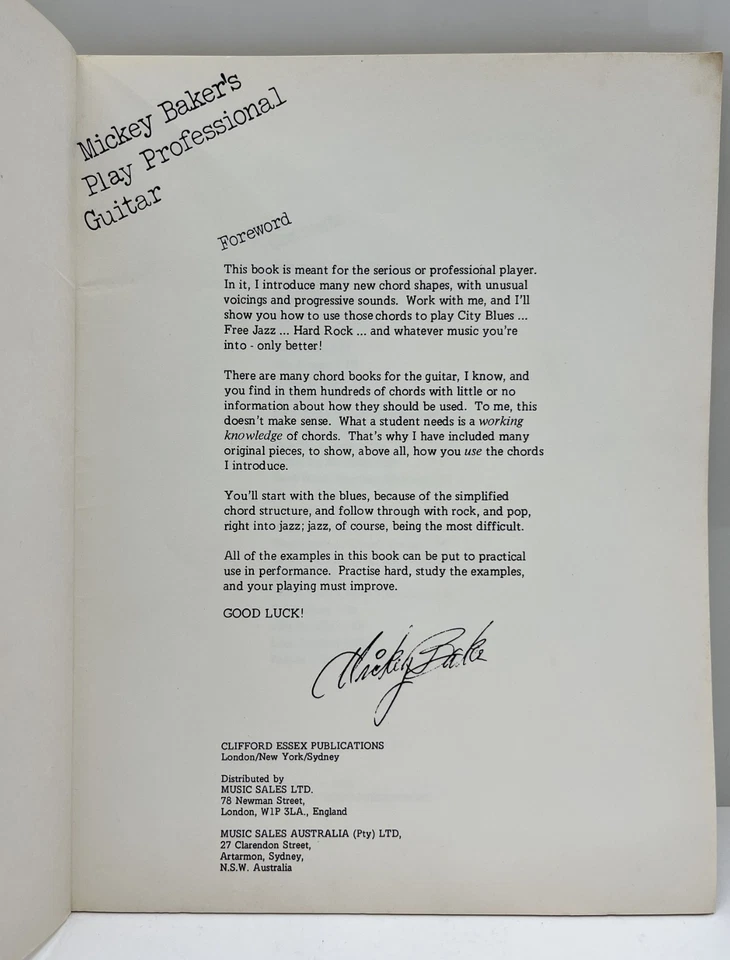 Mickey Baker's
Play Professional
Guitar
Foreword
This book is meant for the serious or professional player.
In it, I introduce many new chord shapes, with unusual
voicings and progressive sounds. Work with me, and I'll
show you how to use those chords to play City Blues ...
Free Jazz ... Hard Rock ... and whatever music you're
into - only better!
There are many chord books for the guitar, I know, and
you find in them hundreds of chords with little or no
information about how they should be used. To me, this
doesn't make sense. What a student needs is a working
knowledge of chords. That's why I have included many
original pieces, to show, above all, how you use the chords
I introduce.
You'll start with the blues, because of the simplified
chord structure, and follow through with rock, and pop,
right into jazz; jazz, of course, being the most difficult.
All of the examples in this book can be put to practical
use in performance. Practise hard, study the examples,
and your playing must improve.
GOOD LUCK!
Mickey Baker
CLIFFORD ESSEX PUBLICATIONS
London/New York/Sydney
Distributed by
MUSIC SALES LTD.
78 Newman Street,
London, W1P 3LA., England
MUSIC SALES AUSTRALIA (Pty) LTD,
27 Clarendon Street,
Artarmon, Sydney,
N.S.W. Australia